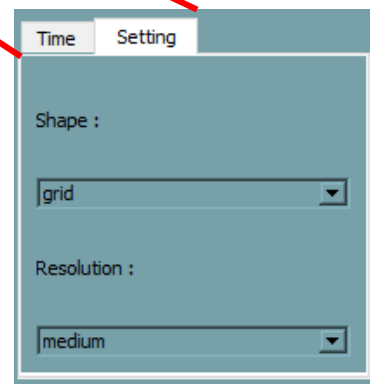 Time Setting
Shape :
grid
Resolution :
medium